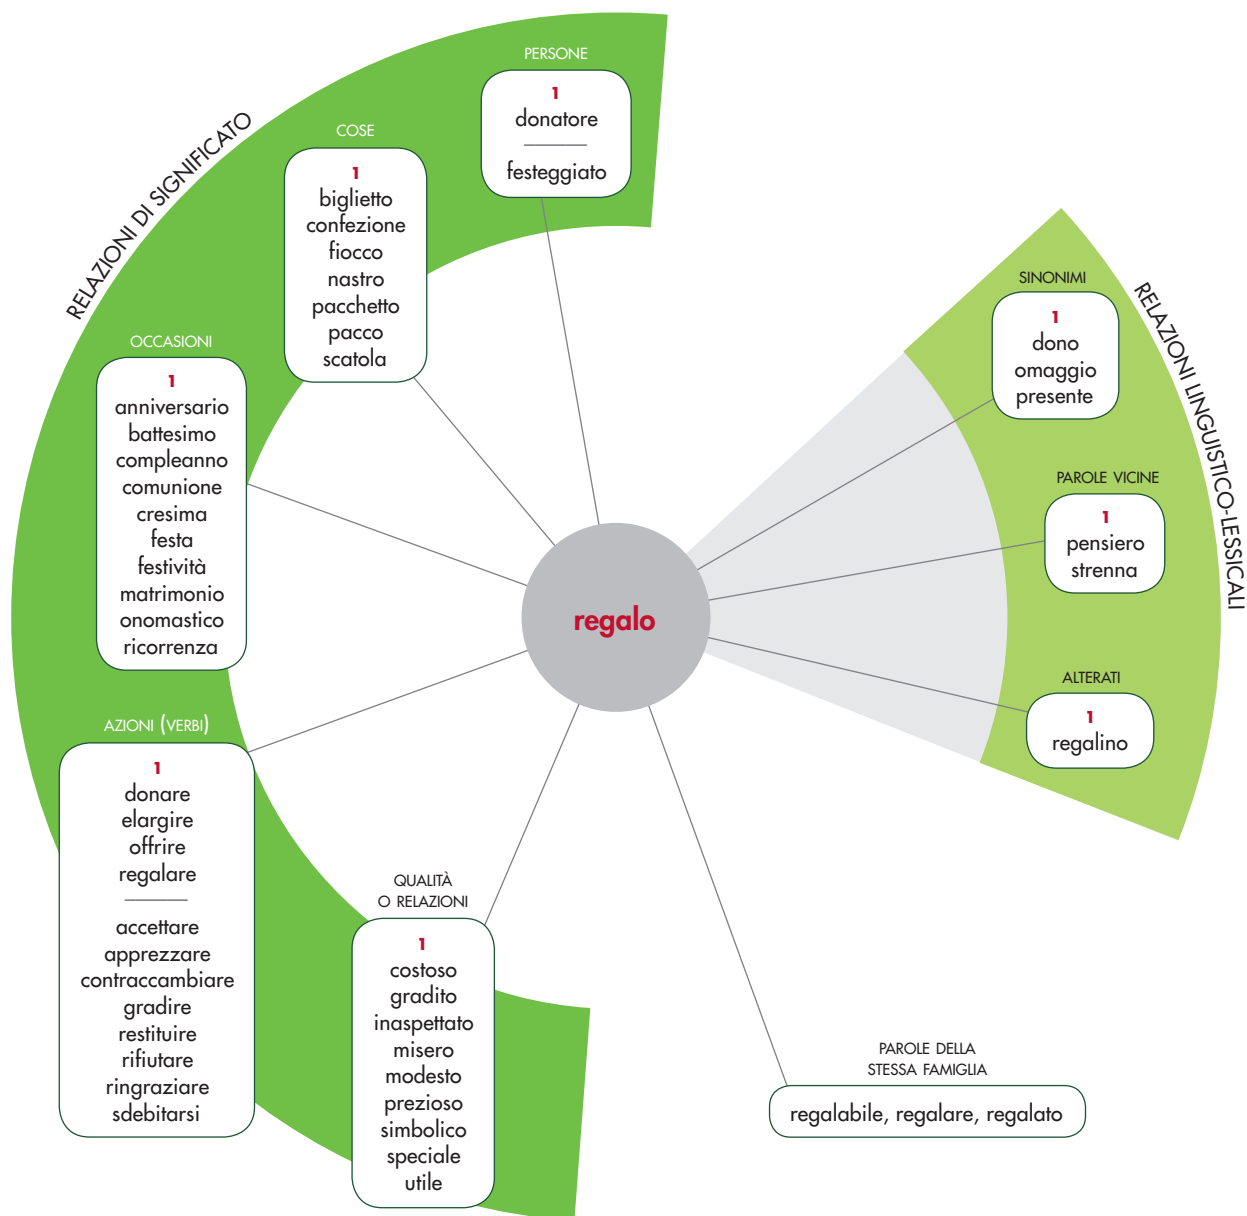 RELAZIONI DI SIGNIFICATO
PERSONE
1
donatore
festeggiato
COSE
1
biglietto
confezione
fiocco
nastro
pacchetto
pacco
scatola
OCCASIONI
1
anniversario
battesimo
compleanno
comunione
cresima
festa
festività
matrimonio
onomastico
ricorrenza
AZIONI (VERBI)
1
donare
elargire
offrire
regalare
accettare
apprezzare
contraccambiare
gradire
restituire
rifiutare
ringraziare
sdebitarsi
QUALITÀ
O RELAZIONI
1
costoso
gradito
inaspettato
misero
modesto
prezioso
simbolico
speciale
utile
regalo
RELAZIONI LINGUISTICO-LESSICALI
SINONIMI
1
dono
omaggio
presente
PAROLE VICINE
1
pensiero
strenna
ALTERATI
1
regalino
PAROLE DELLA
STESSA FAMIGLIA
regalabile, regalare, regalato